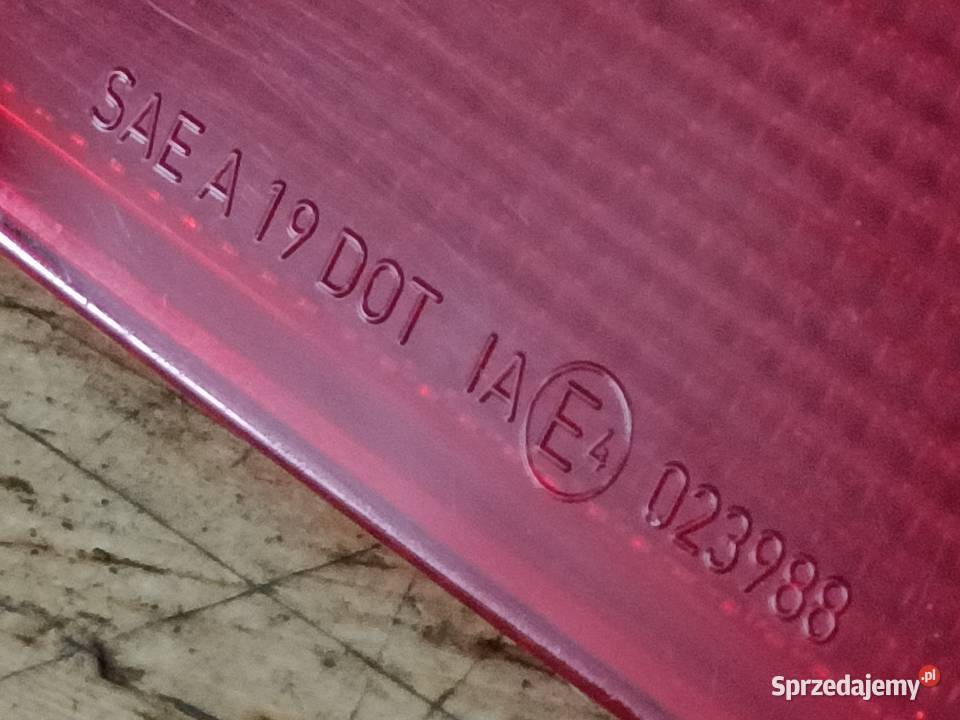 SAE A 19 DOT IA E4 023988
Sprzedajemy.pl